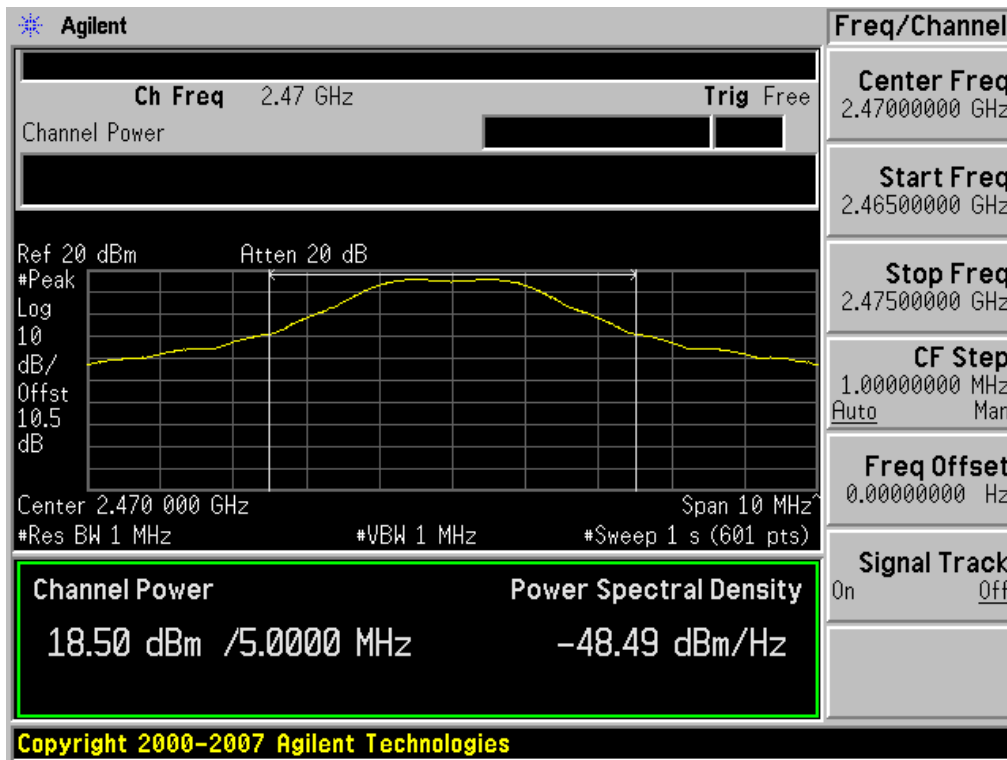 Agilent
Freq/Channel
Ch Freq 2.47 GHz Trig Free
Channel Power
Center Freq
2.47000000 GHz
Start Freq
2.46500000 GHz
Stop Freq
2.47500000 GHz
CF Step
1.00000000 MHz
Auto Man
Freq Offset
0.00000000 Hz
Signal Track
On Off
Ref 20 dBm Atten 20 dB
#Peak
Log
10
dB/
Offst
10.5
dB
Center 2.470 000 GHz Span 10 MHz^
#Res BW 1 MHz #VBW 1 MHz #Sweep 1 s (601 pts)
Channel Power Power Spectral Density
18.50 dBm /5.0000 MHz -48.49 dBm/Hz
Copyright 2000-2007 Agilent Technologies